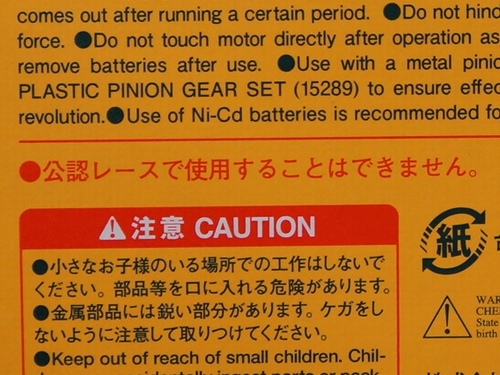 comes out after running a certain period. ●Do not
force. ●Do not touch motor directly after operation as
remove batteries after use. ●Use with a metal
PLASTIC PINION GEAR SET (15289) to ensure
revolution.●Use of Ni-Cd batteries is recommended
●公認レースで使用することはできません。
注意 CAUTION
●小さなお子様のいる場所での工作はしないで
ください。部品等を口に入れる危険があります。
●金属部品には鋭い部分があります。ケガをし
ないように注意して取りつけてください。
●Keep out of reach of small children. Chil-
紙
WAR
CHE
State
birth